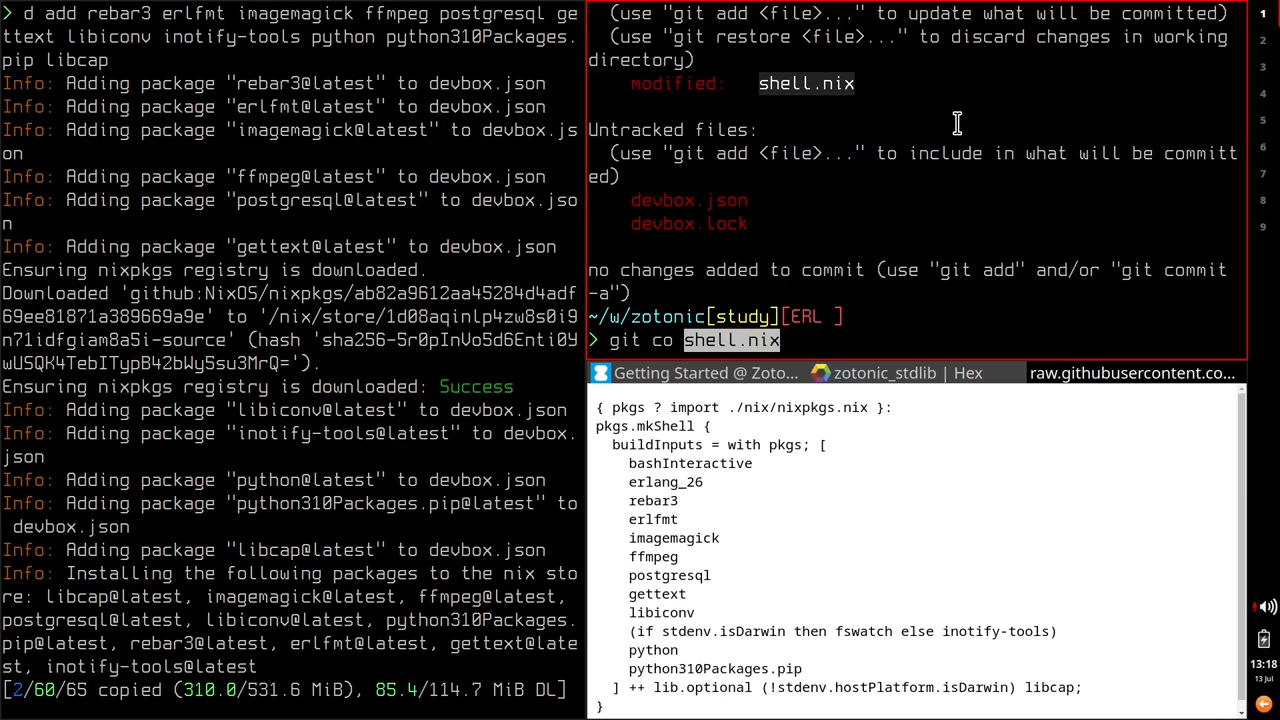 > d add rebar3 erlfmt imagemagick ffmpeg postgresql ge
ttext libiconv inotify-tools python python310Packages.
pip libcap
Info: Adding package "rebar3@latest" to devbox.json
Info: Adding package "erlfmt@latest" to devbox.json
Info: Adding package "imagemagick@latest" to devbox.js
on
Info: Adding package "ffmpeg@latest" to devbox.json
Info: Adding package "postgresql@latest" to devbox.jso
n
Info: Adding package "gettext@latest" to devbox.json
Ensuring nixpkgs registry is downloaded.
Downloaded 'github:NixOS/nixpkgs/ab82a9612aa45284d4adf
69ee81871a389669a9e' to '/nix/store/1d08aqinlp4zw8s0i9
n71idfgiam8a5i-source' (hash 'sha256-5r0pInVo5d6Enti0Y
wUSQK4TebITypB42bWy5su3MrQ=').
Ensuring nixpkgs registry is downloaded: Success
Info: Adding package "libiconv@latest" to devbox.json
Info: Adding package "inotify-tools@latest" to devbox.
json
Info: Adding package "python@latest" to devbox.json
Info: Adding package "python310Packages.pip@latest" to
 devbox.json
Info: Adding package "libcap@latest" to devbox.json
Info: Installing the following packages to the nix sto
re: libcap@latest, imagemagick@latest, ffmpeg@latest,
postgresql@latest, libiconv@latest, python310Packages.
pip@latest, rebar3@latest, erlfmt@latest, gettext@late
st, inotify-tools@latest
[2/60/65 copied (310.0/531.6 MiB), 85.4/114.7 MiB DL]
(use "git add <file>..." to update what will be committed)
(use "git restore <file>..." to discard changes in working
directory)
modified: shell.nix
Untracked files:
(use "git add <file>..." to include in what will be committ
ed)
devbox.json
devbox.lock
no changes added to commit (use "git add" and/or "git commit
-a")
~/w/zotonic[study][ERL ]
> git co shell.nix
Getting Started @ Zoto... zotonic_stdlib | Hex raw.githubusercontent.co...
{ pkgs ? import ./nix/nixpkgs.nix }:
pkgs.mkShell {
buildInputs = with pkgs; [
bashInteractive
erlang_26
rebar3
erlfmt
imagemagick
ffmpeg
postgresql
gettext
libiconv
(if stdenv.isDarwin then fswatch else inotify-tools)
python
python310Packages.pip
] ++ lib.optional (!stdenv.hostPlatform.isDarwin) libcap;
}
1
2
3
4
5
6
7
8
9
13:18
13 Jul